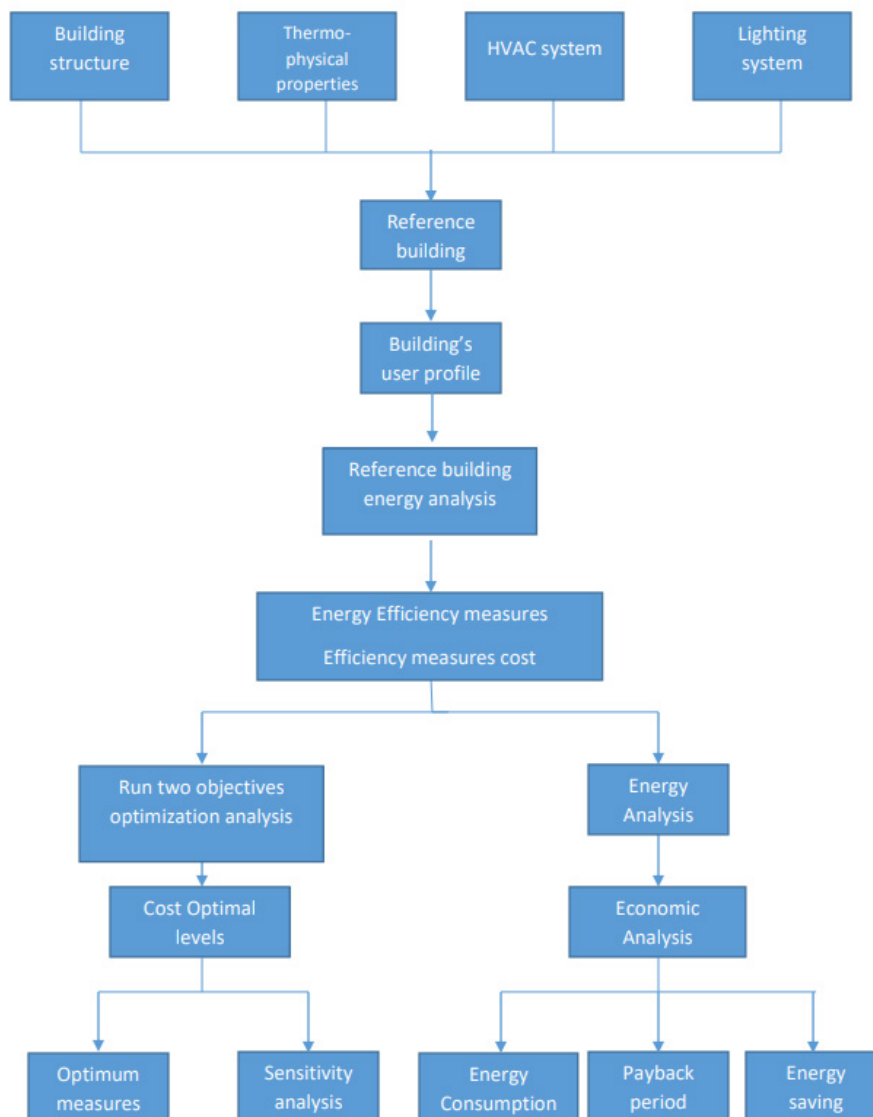 Building
structure
Thermo-
physical
properties
HVAC system
Lighting
system
Reference
building
Building’s
user profile
Reference building
energy analysis
Energy Efficiency measures
Efficiency measures cost
Run two objectives
optimization analysis
Energy
Analysis
Cost Optimal
levels
Economic
Analysis
Optimum
measures
Sensitivity
analysis
Energy
Consumption
Payback
period
Energy
saving